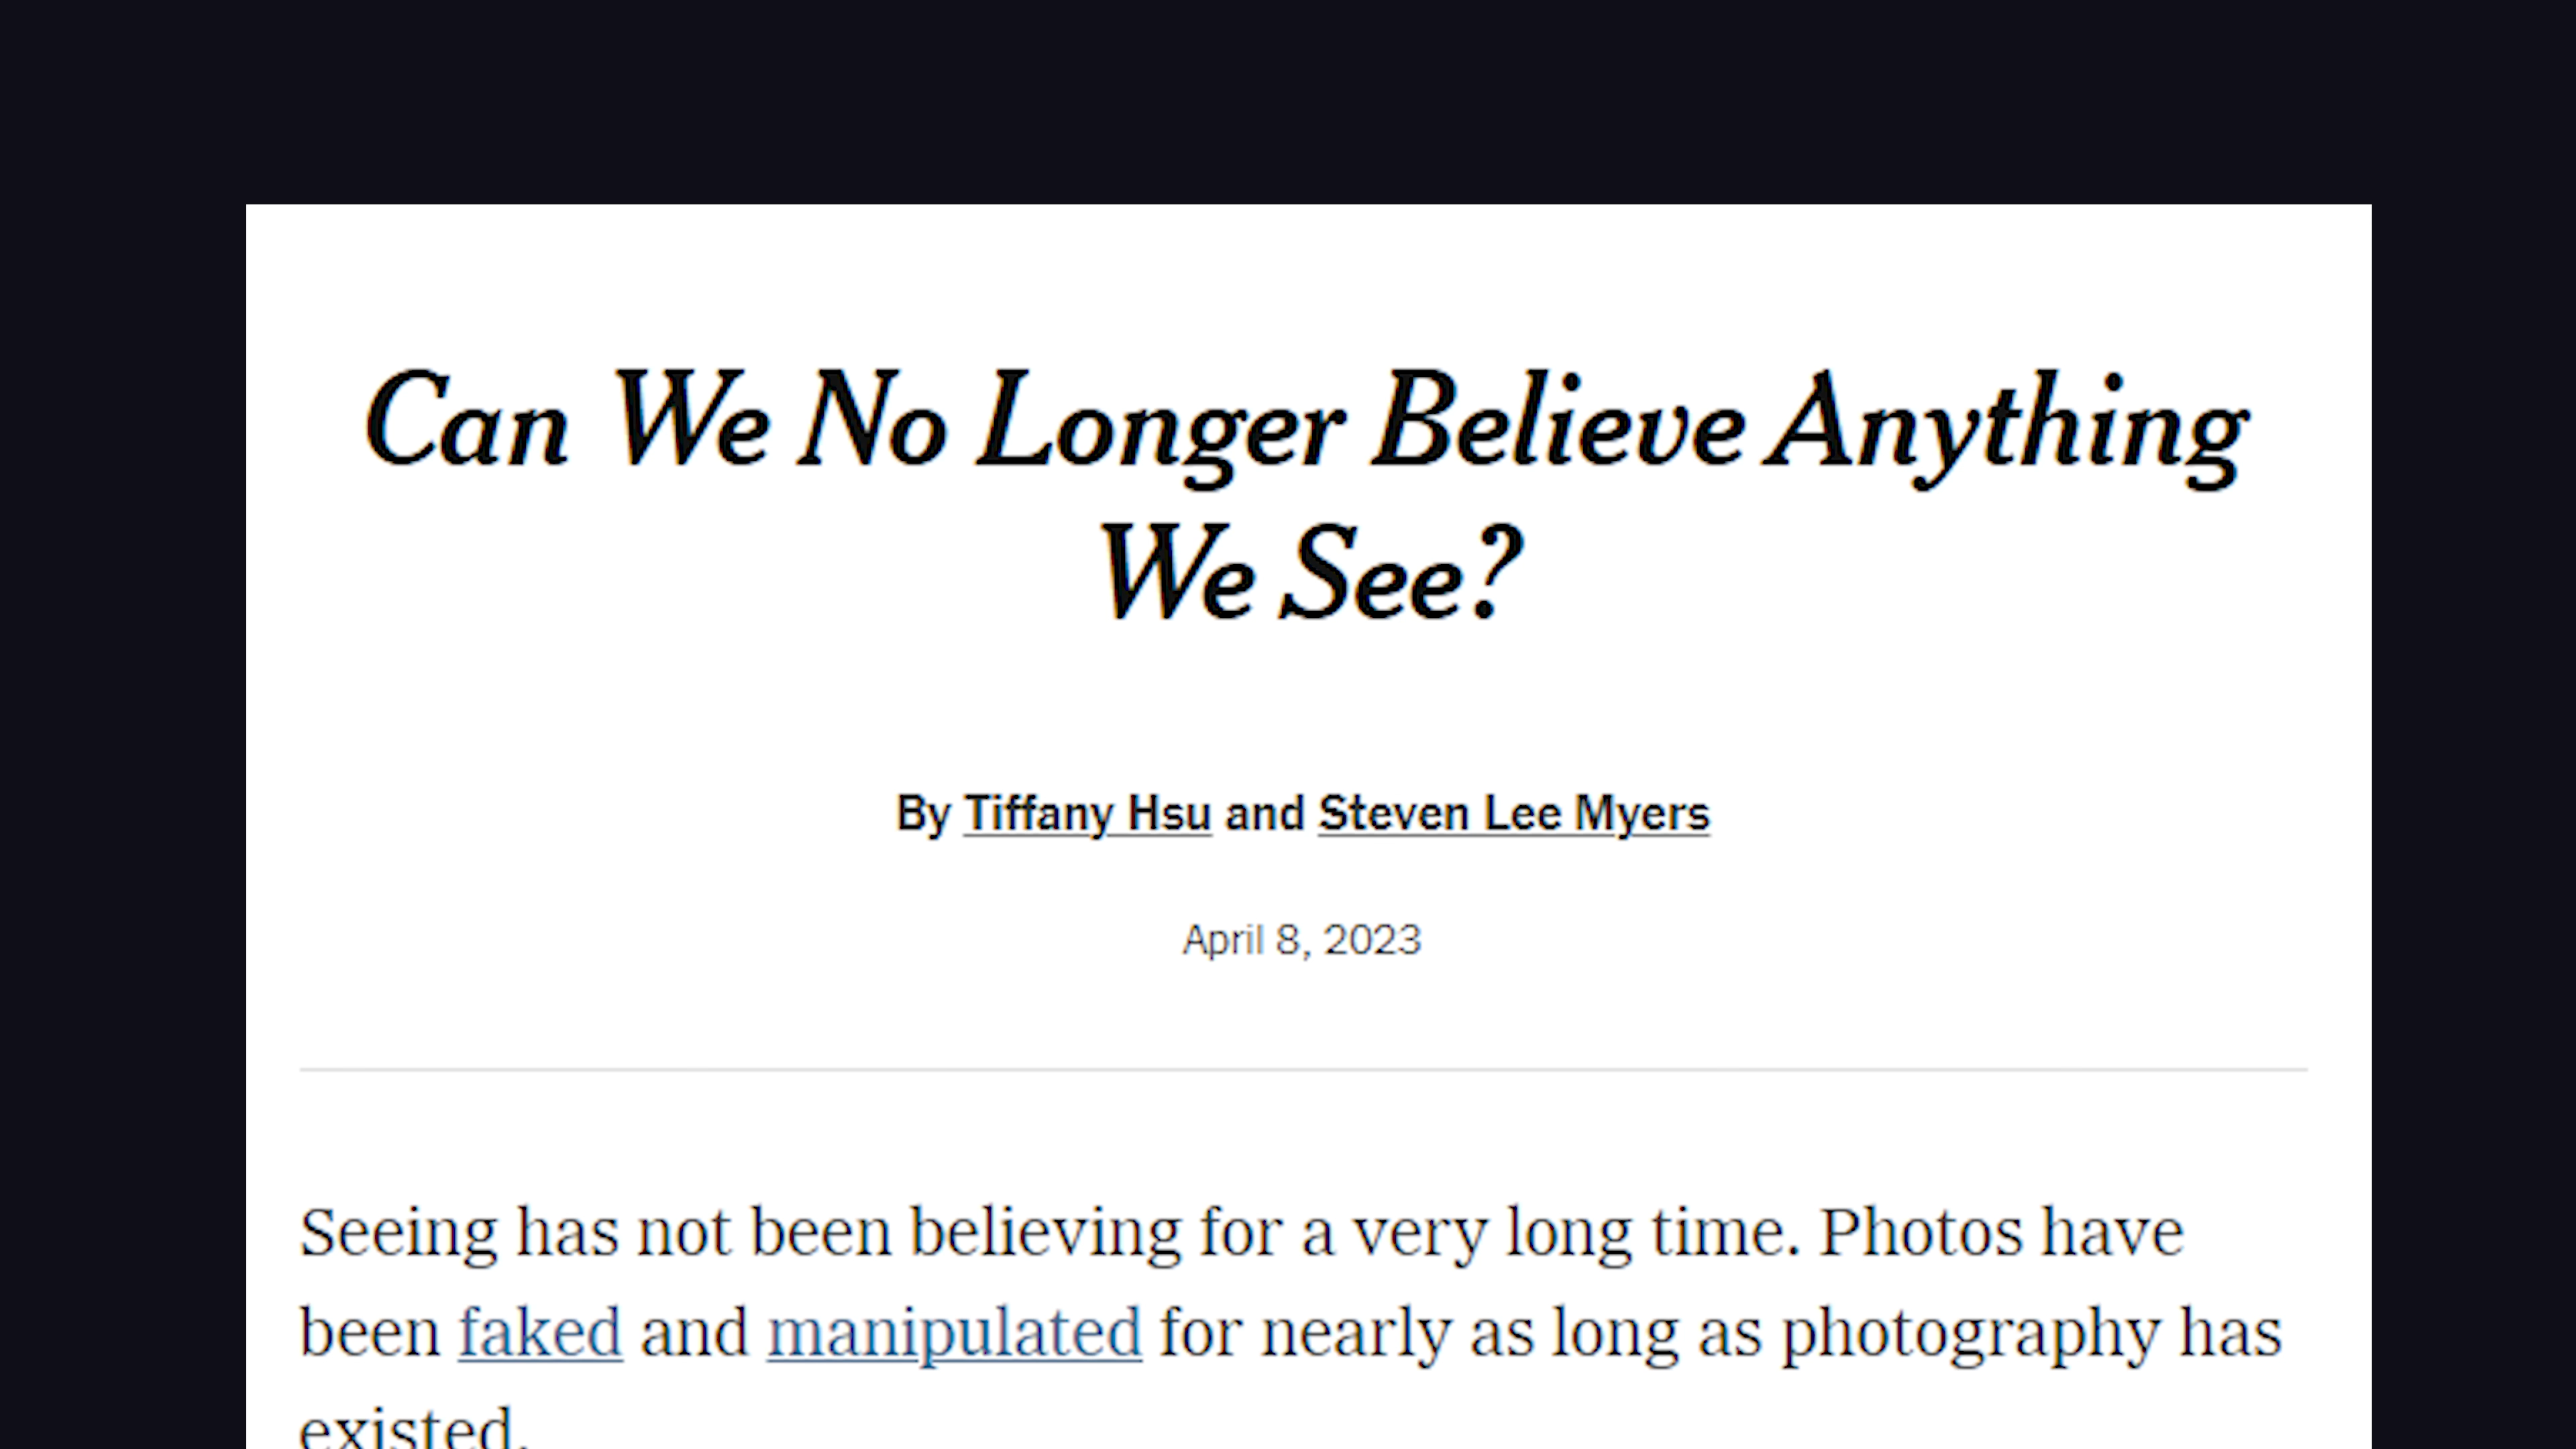 Can We No Longer Believe Anything
We See?
By Tiffany Hsu and Steven Lee Myers
April 8, 2023
Seeing has not been believing for a very long time. Photos have
been faked and manipulated for nearly as long as photography has
existed.